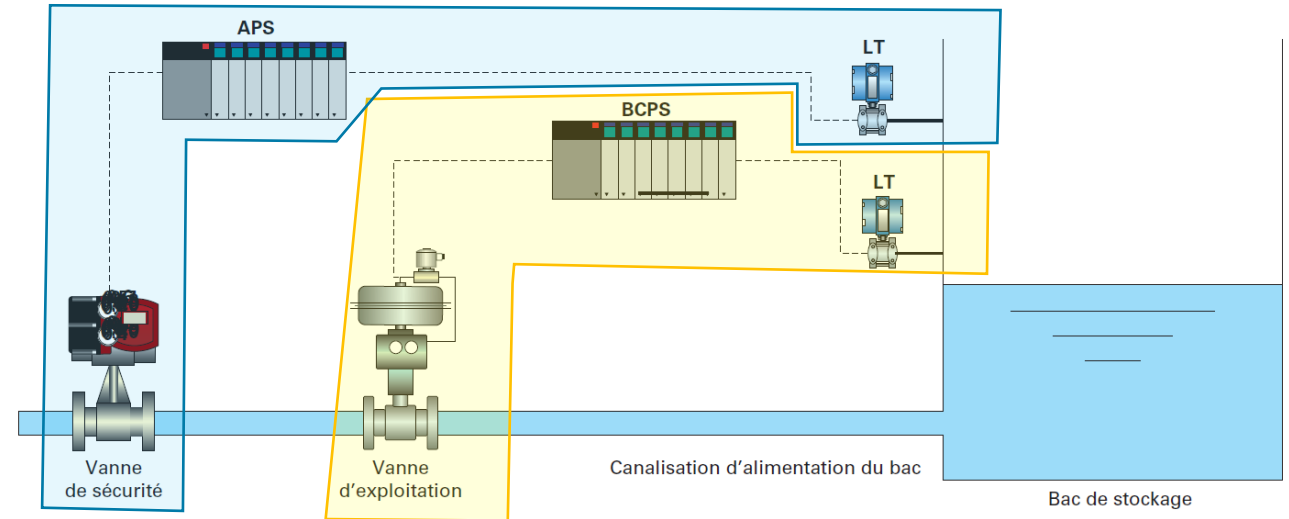 APS
LT
BCPS
LT
Vanne
de sécurité
Vanne
d'exploitation
Canalisation d'alimentation du bac
Bac de stockage